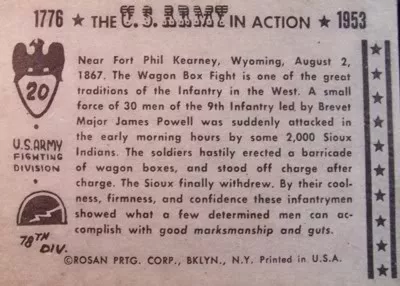 1776 ★ THE U.S. ARMY IN ACTION ★ 1953
20
U.S. ARMY
FIGHTING
DIVISION
78TH
DIV.
Near Fort Phil Kearney, Wyoming, August 2,
1867. The Wagon Box Fight is one of the great
traditions of the Infantry in the West. A small
force of 30 men of the 9th Infantry led by Brevet
Major James Powell was suddenly attacked in
the early morning hours by some 2,000 Sioux
Indians. The soldiers hastily erected a barricade
of wagon boxes, and stood off charge after
charge. The Sioux finally withdrew. By their cool-
ness, firmness, and confidence these infantrymen
showed what a few determined men can ac-
complish with good marksmanship and guts.
©ROSAN PRTG. CORP., BKLYN., N.Y. Printed in U.S.A.